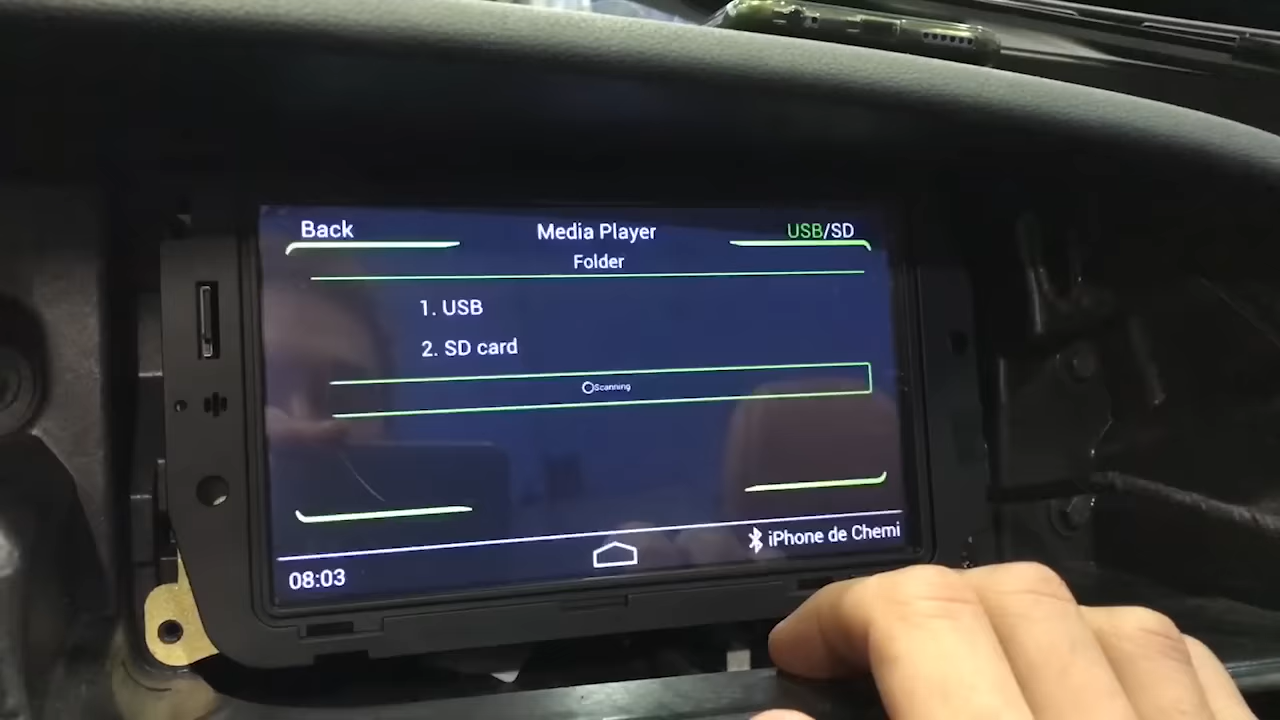 Back
Media Player
USB/SD
Folder
1. USB
2. SD card
Scanning
iPhone de Chemi
08:03